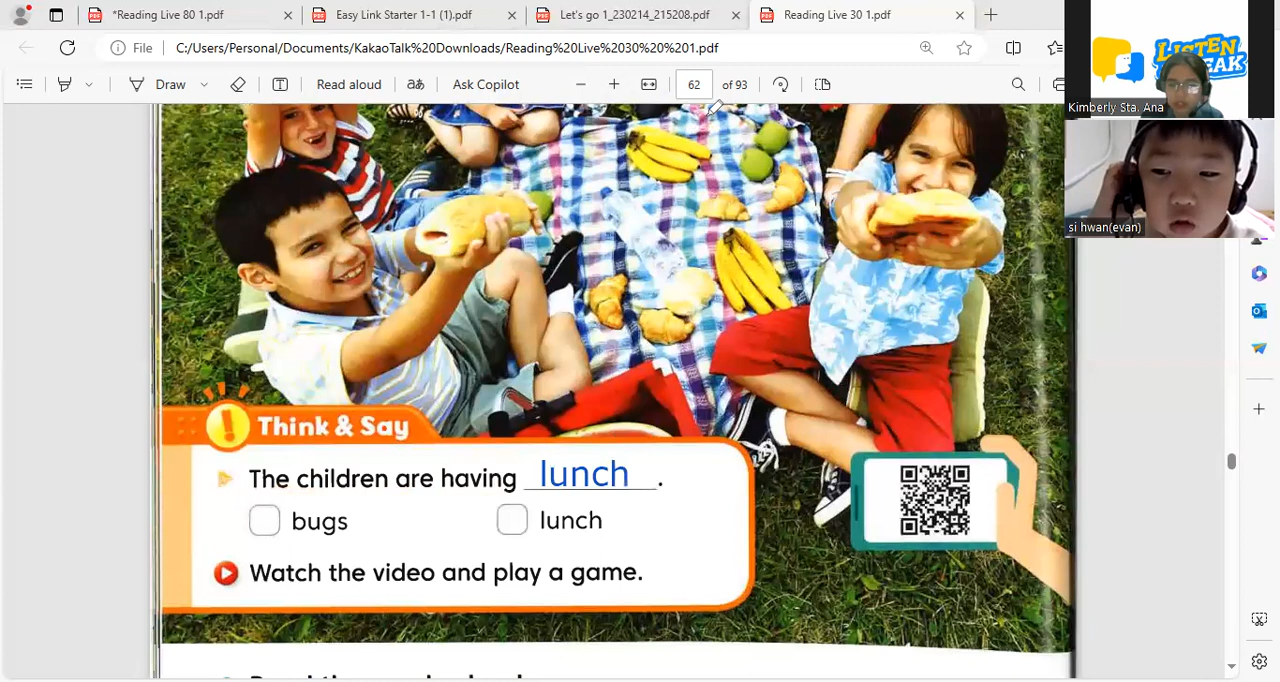 *Reading Live 80 1.pdf
Easy Link Starter 1-1 (1).pdf
Let's go 1_230214_215208.pdf
Reading Live 30 1.pdf
File
C:/Users/Personal/Documents/KakaoTalk%20Downloads/Reading%20Live%2030%20%201.pdf
Draw
Read aloud
aあ
Ask Copilot
62 of 93
LISTEN
Kimberly Sta. Ana
si hwan(evan)
Think & Say
The children are having lunch.
bugs
lunch
Watch the video and play a game.